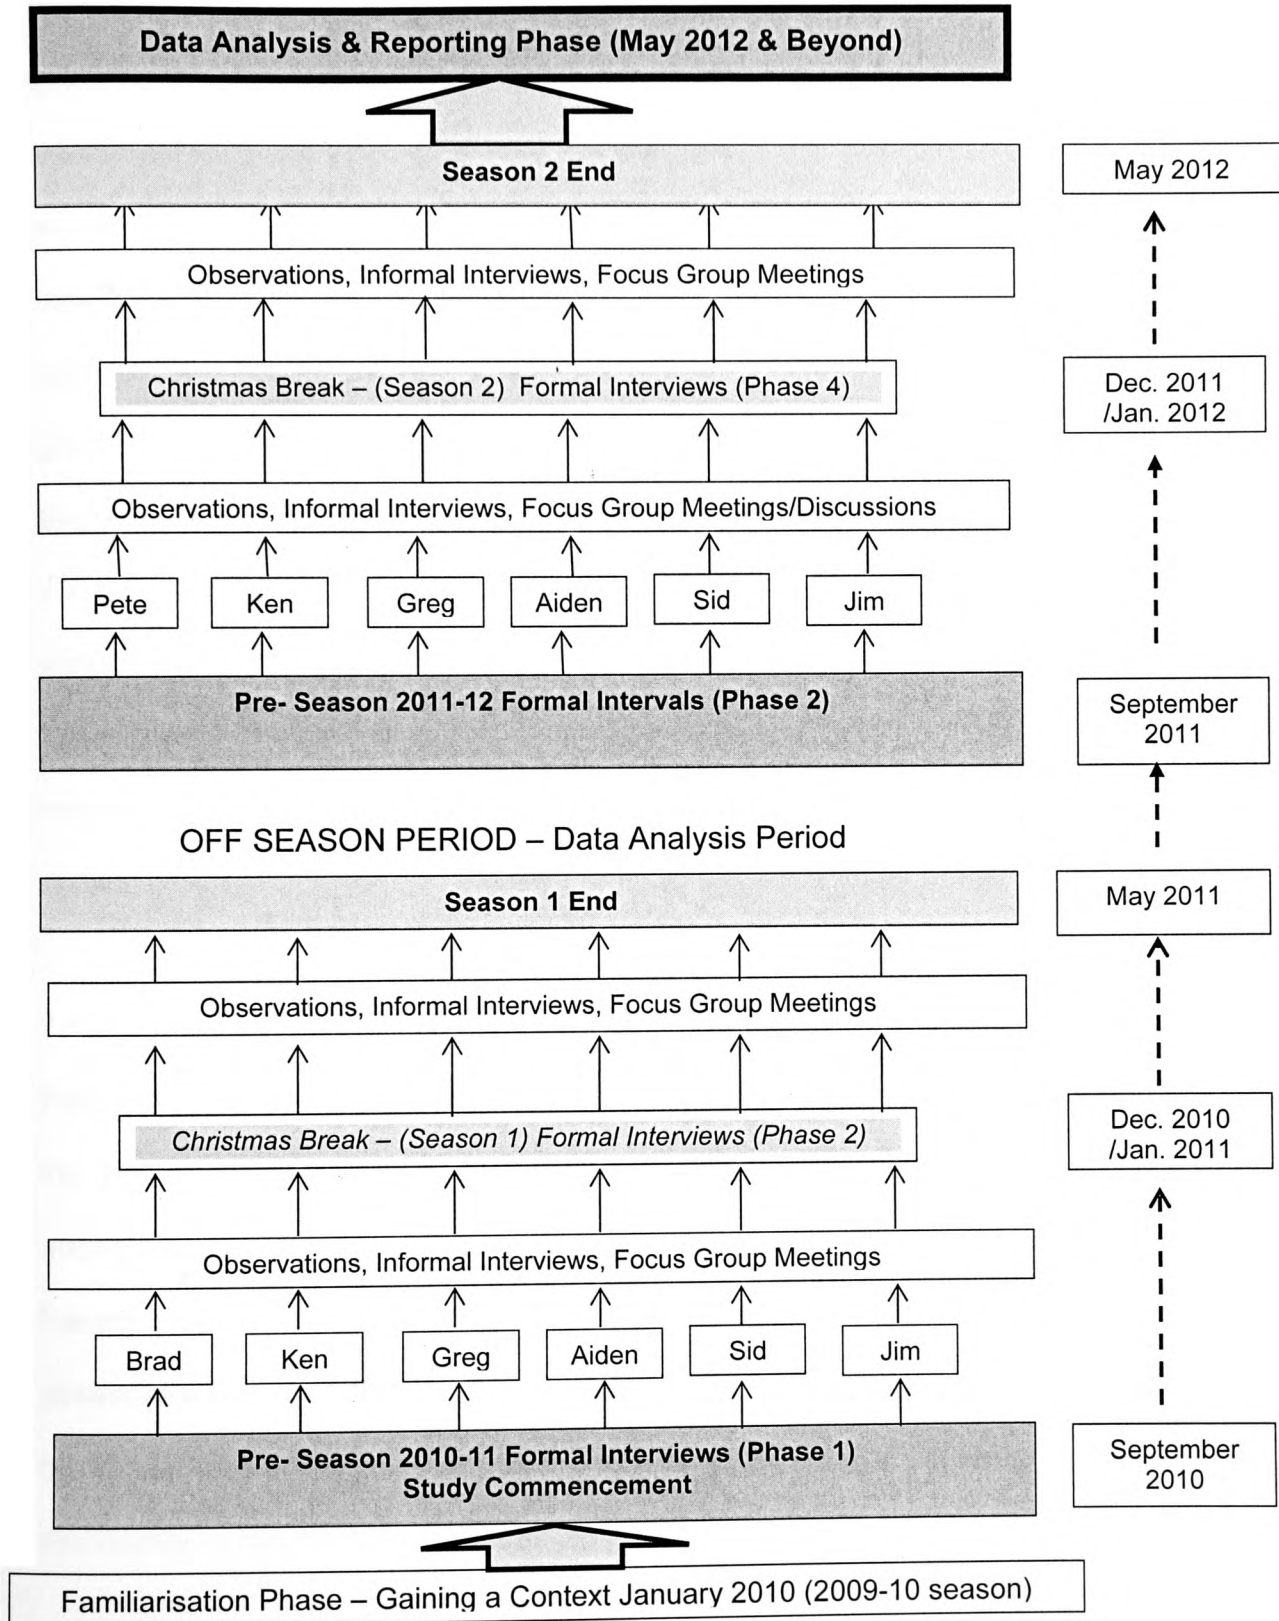 Data Analysis & Reporting Phase (May 2012 & Beyond)
Season 2 End
May 2012
Observations, Informal Interviews, Focus Group Meetings
Christmas Break – (Season 2) Formal Interviews (Phase 4)
Dec. 2011
/Jan. 2012
Observations, Informal Interviews, Focus Group Meetings/Discussions
Pete
Ken
Greg
Aiden
Sid
Jim
Pre- Season 2011-12 Formal Intervals (Phase 2)
September
2011
OFF SEASON PERIOD – Data Analysis Period
Season 1 End
May 2011
Observations, Informal Interviews, Focus Group Meetings
Christmas Break – (Season 1) Formal Interviews (Phase 2)
Dec. 2010
/Jan. 2011
Observations, Informal Interviews, Focus Group Meetings
Brad
Ken
Greg
Aiden
Sid
Jim
Pre- Season 2010-11 Formal Interviews (Phase 1)
Study Commencement
September
2010
Familiarisation Phase – Gaining a Context January 2010 (2009-10 season)